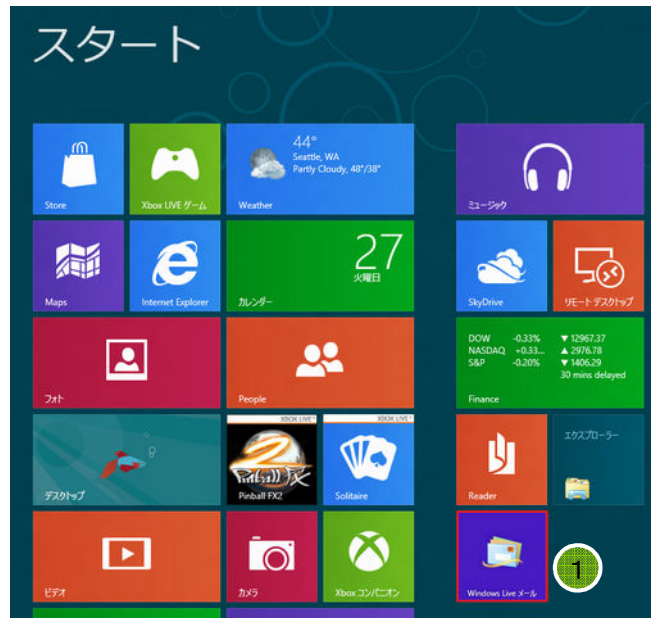 スタート
Store
Xbox LIVE ゲーム
44°
Seattle, WA
Partly Cloudy, 48°/38°
Weather
ミュージック
Maps
Internet Explorer
27
火曜日
カレンダー
SkyDrive
リモート デスクトップ
フォト
People
DOW -0.33% ▼ 12967.37
NASDAQ +0.33... ▲ 2976.78
S&P -0.20% ▼ 1406.29
30 mins delayed
Finance
デスクトップ
XBOX LIVE
Pinball FX
2
Pinball FX2
XBOX LIVE
Solitaire
Reader
エクスプローラー
ビデオ
カメラ
Xbox コンパニオン
Windows Live メール
1